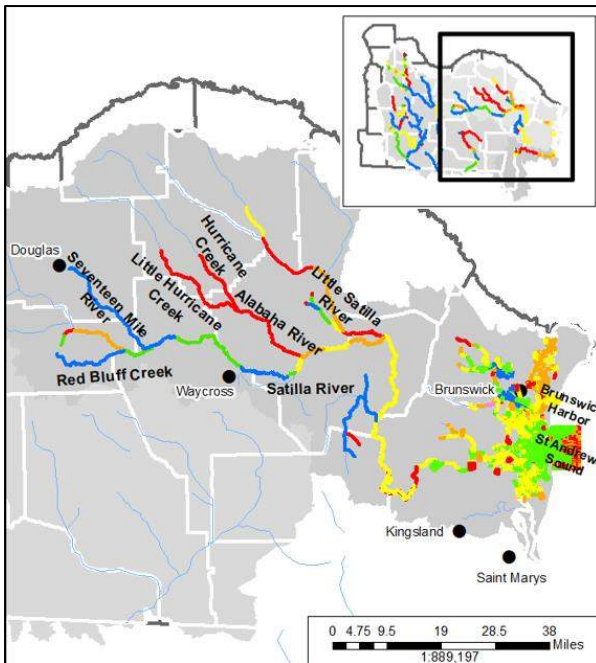 Douglas
Seventeen Mile
River
Hurricane
Creek
Little Hurricane
Creek
Alabaha River
Little Satilla
River
Red Bluff Creek
Waycross
Satilla River
Brunswick
Brunswic
Harbor
St Andrew
Sound
Kingsland
Saint Marys
0 4.75 9.5 19 28.5 38
Miles
1:889,197